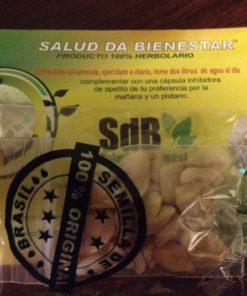 SALUD DA BIENESTAR
PRODUCTO 100% HERBOLARIO
sanamente, ejercítate a diario, toma dos litros de agua al día
complementar con una cápsula inhibidora
de apetito de tu preferencia por la
mañana y un platano.
SdB
SEMILLA DE
BRASIL
100% ORIGINAL